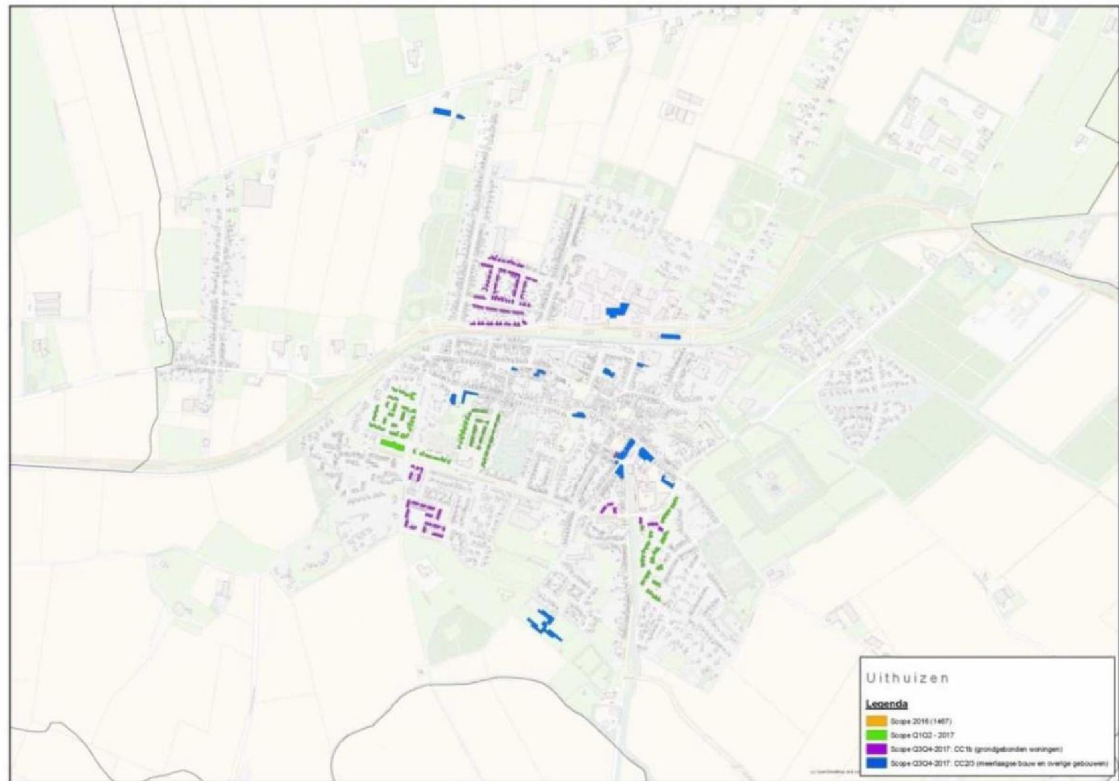 Uithuizen
Legenda
Scope 2016 (1467)
Scope Q1Q2 - 2017
Scope Q3Q4-2017: CC1b (grondgebonden woningen)
Scope Q3Q4-2017: CC2/3 (meerlaagse bouw en overige gebouwen)